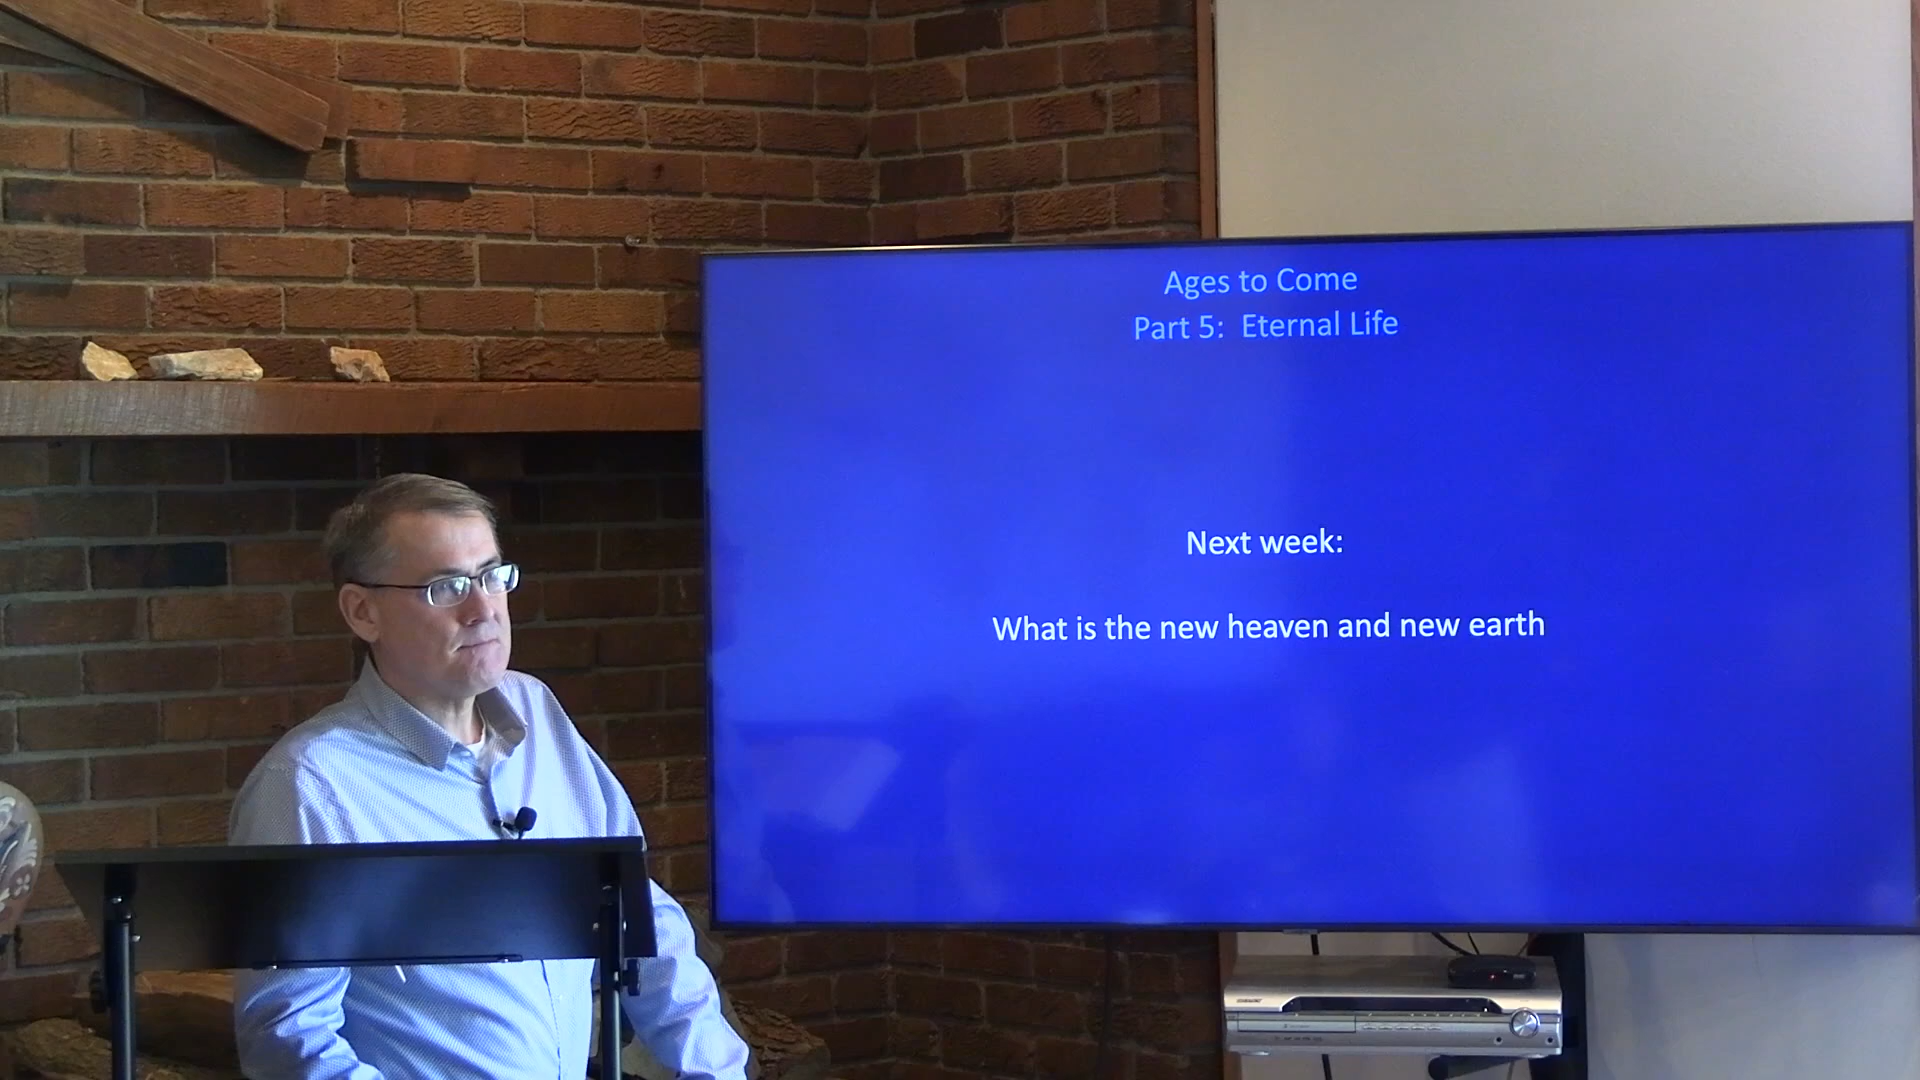 Ages to Come
Part 5: Eternal Life
Next week:
What is the new heaven and new earth